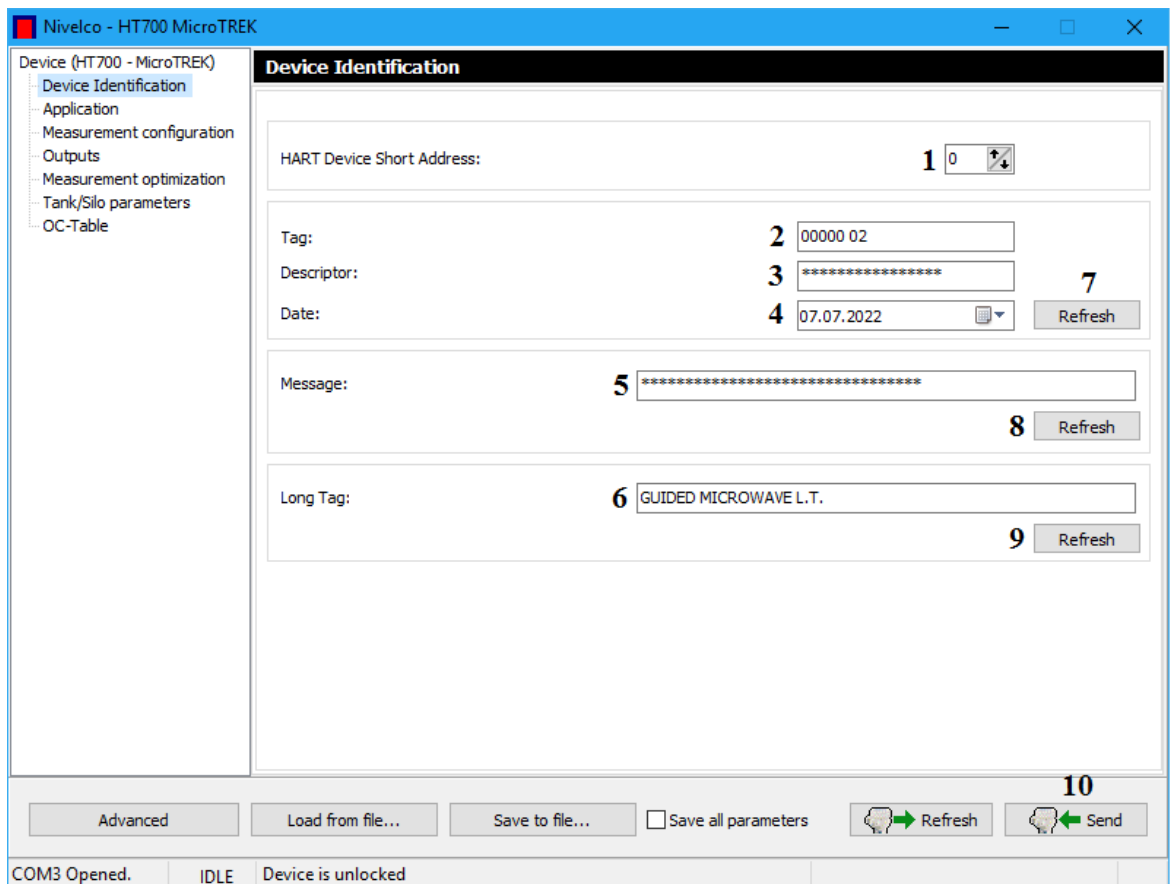 Nivelco - HT700 MicroTREK
Device (HT700 - MicroTREK)
Device Identification
Application
Measurement configuration
Outputs
Measurement optimization
Tank/Silo parameters
OC-Table
Device Identification
HART Device Short Address: 1 0
Tag: 2 00000 02
Descriptor: 3 ****************
7
Date: 4 07.07.2022 Refresh
Message: 5 ********************************
8 Refresh
Long Tag: 6 GUIDED MICROWAVE L.T.
9 Refresh
10
Advanced Load from file... Save to file... Save all parameters Refresh Send
COM3 Opened. IDLE Device is unlocked